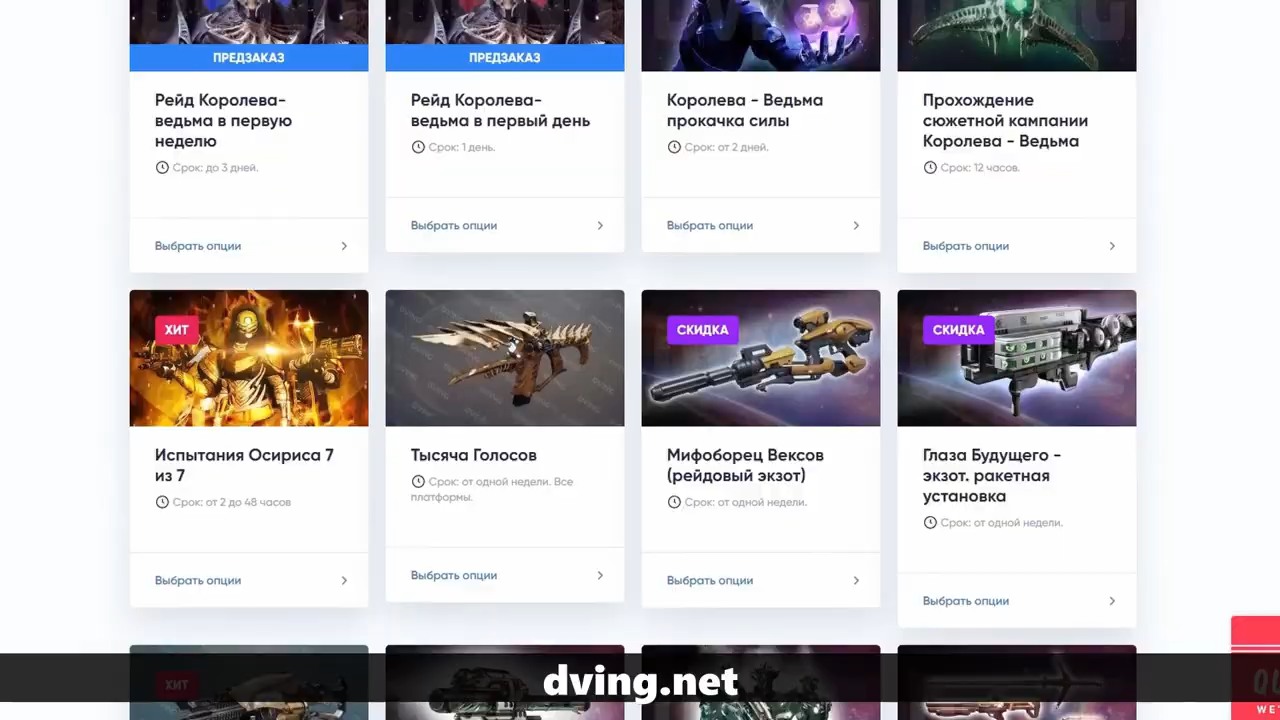 ПРЕДЗАКАЗ
ПРЕДЗАКАЗ
Рейд Королева-
ведьма в первую
неделю
Срок: до 3 дней.
Выбрать опции
Рейд Королева-
ведьма в первый день
Срок: 1 день.
Выбрать опции
Королева - Ведьма
прокачка силы
Срок: от 2 дней.
Выбрать опции
Прохождение
сюжетной кампании
Королева - Ведьма
Срок: 12 часов.
Выбрать опции
ХИТ
Испытания Осириса 7
из 7
Срок: от 2 до 48 часов
Выбрать опции
Тысяча Голосов
Срок: от одной недели. Все
платформы.
Выбрать опции
СКИДКА
Мифоборец Вексов
(рейдовый экзот)
Срок: от одной недели.
Выбрать опции
СКИДКА
Глаза Будущего -
экзот. ракетная
установка
Срок: от одной недели.
Выбрать опции
ХИТ
dving.net